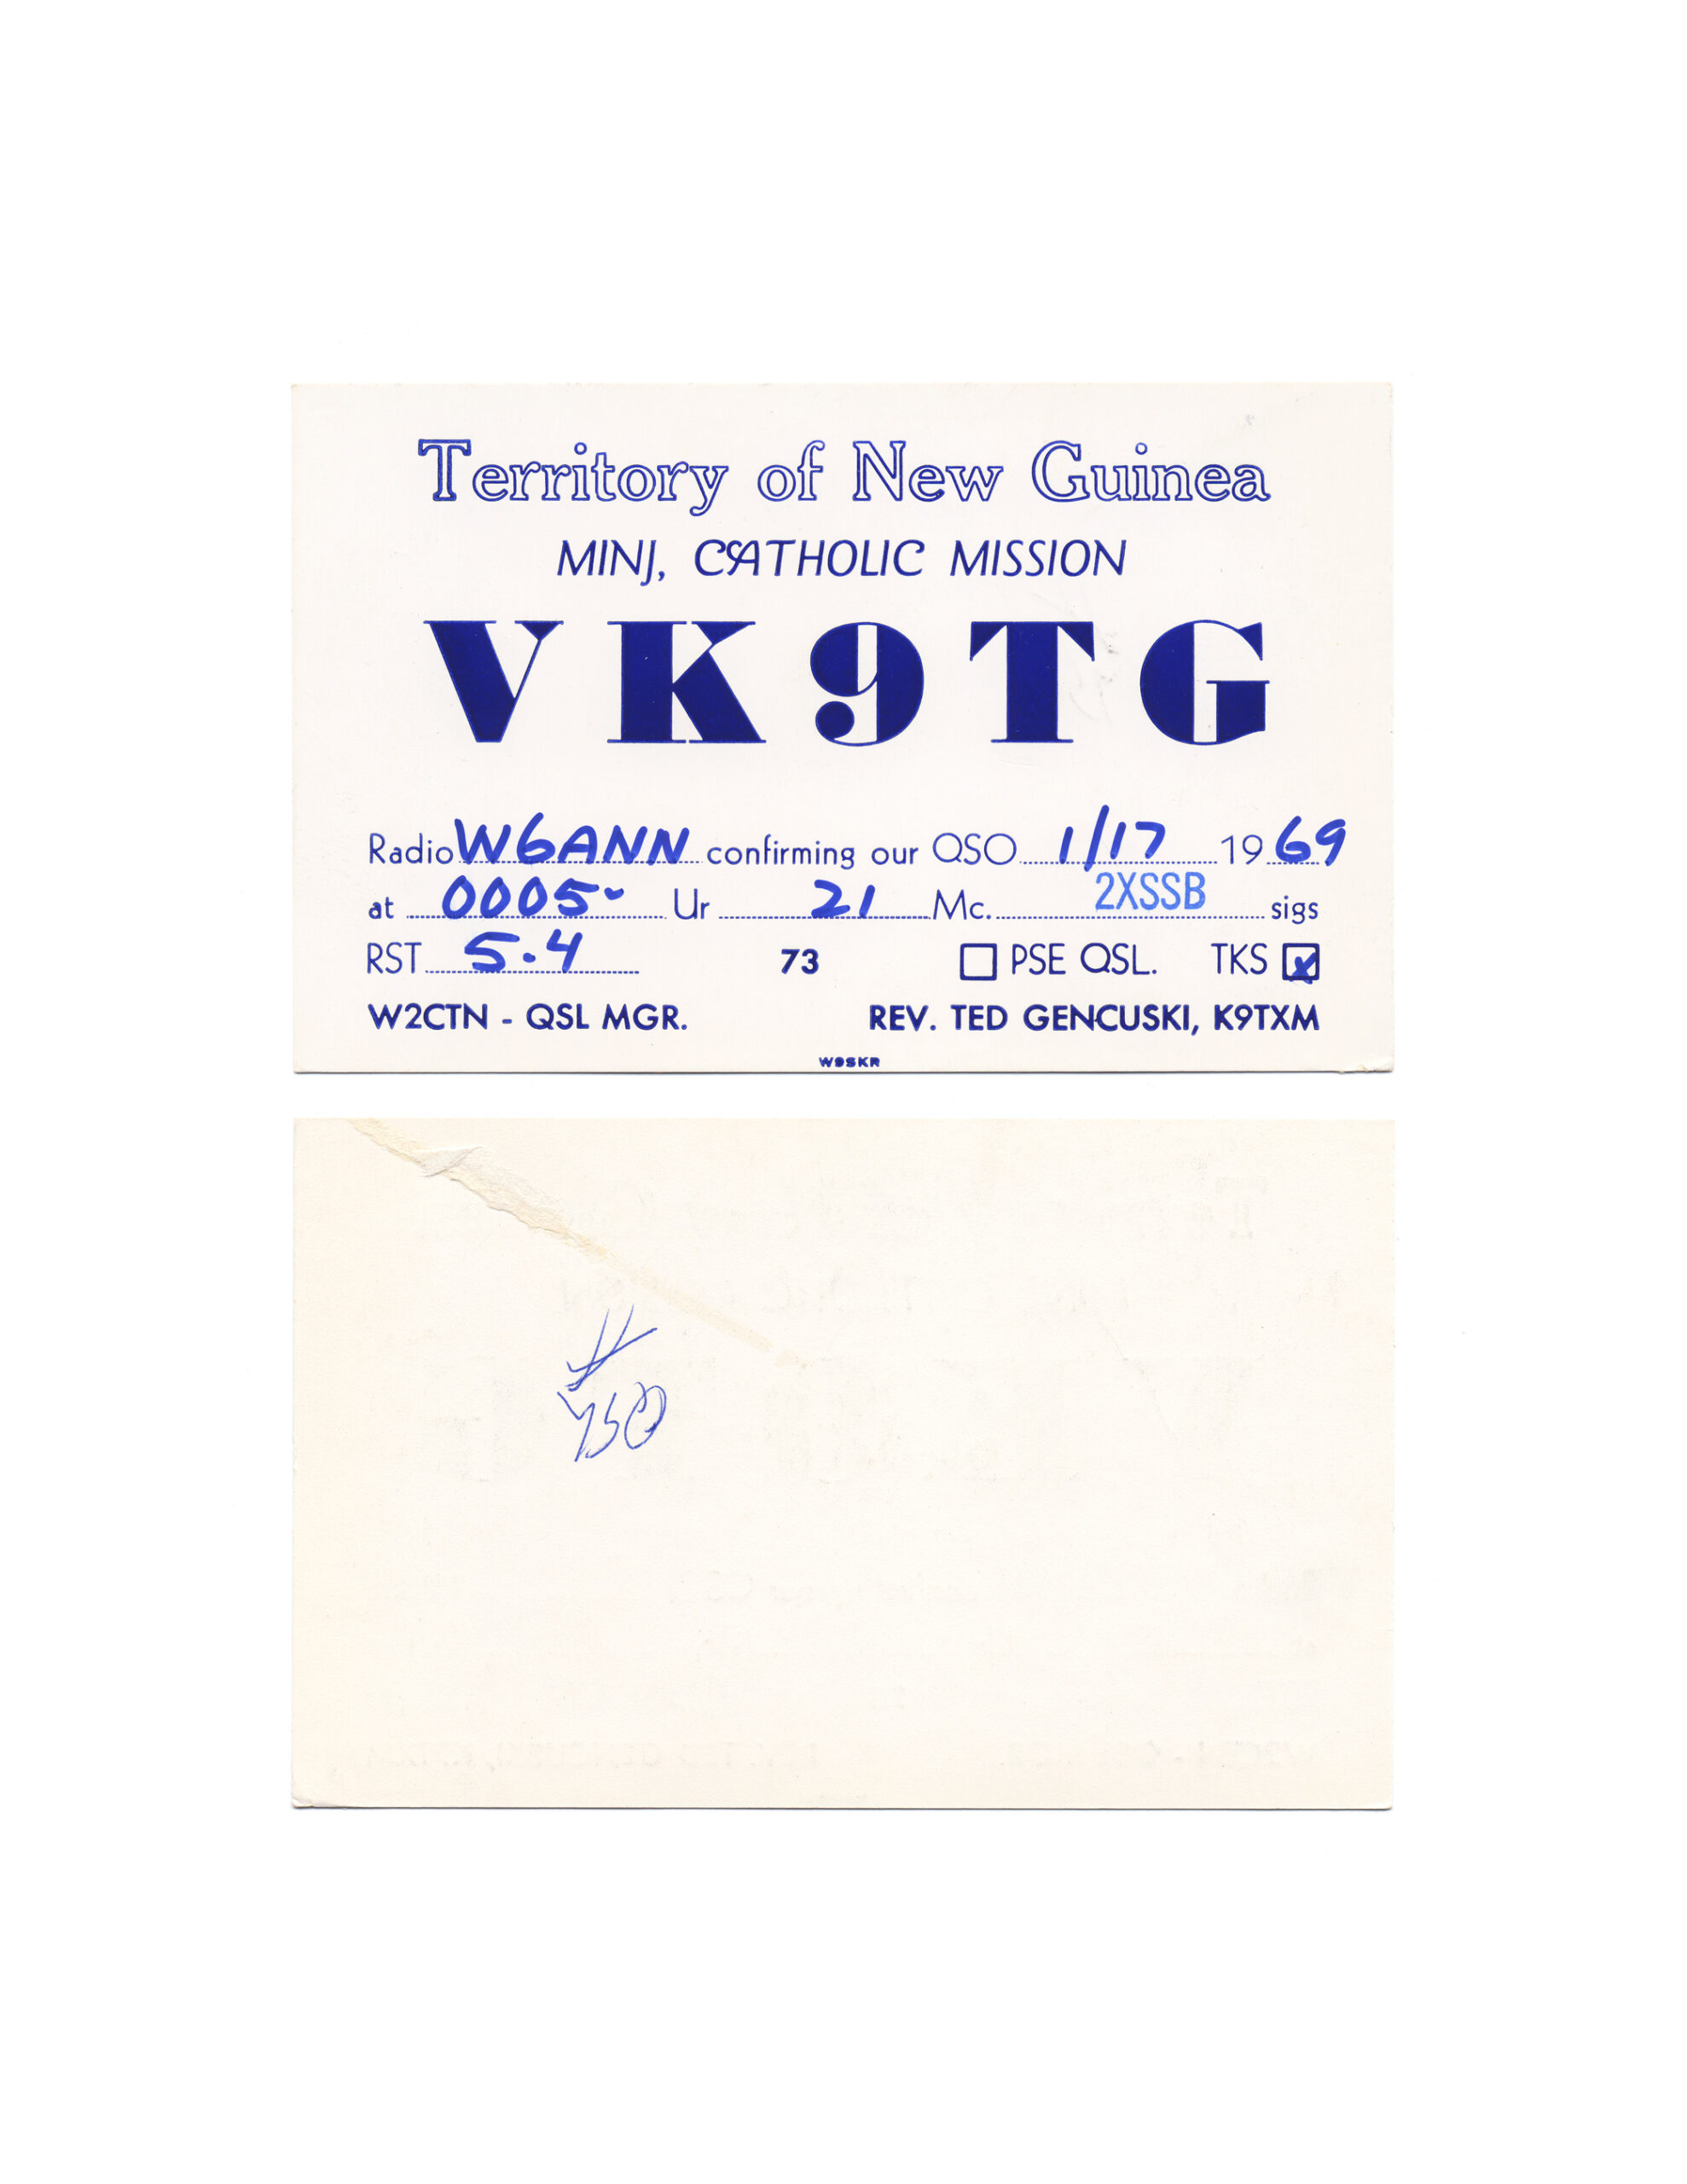 Territory of New Guinea
MINJ, CATHOLIC MISSION
VK9TG
Radio W6ANN confirming our QSO 1/17 1969
at 0005 Ur 21 Mc. 2XSSB sigs
RST 5.4 73 PSE QSL. TKS
W2CTN - QSL MGR. REV. TED GENCUSKI, K9TXM
W9SKR
#